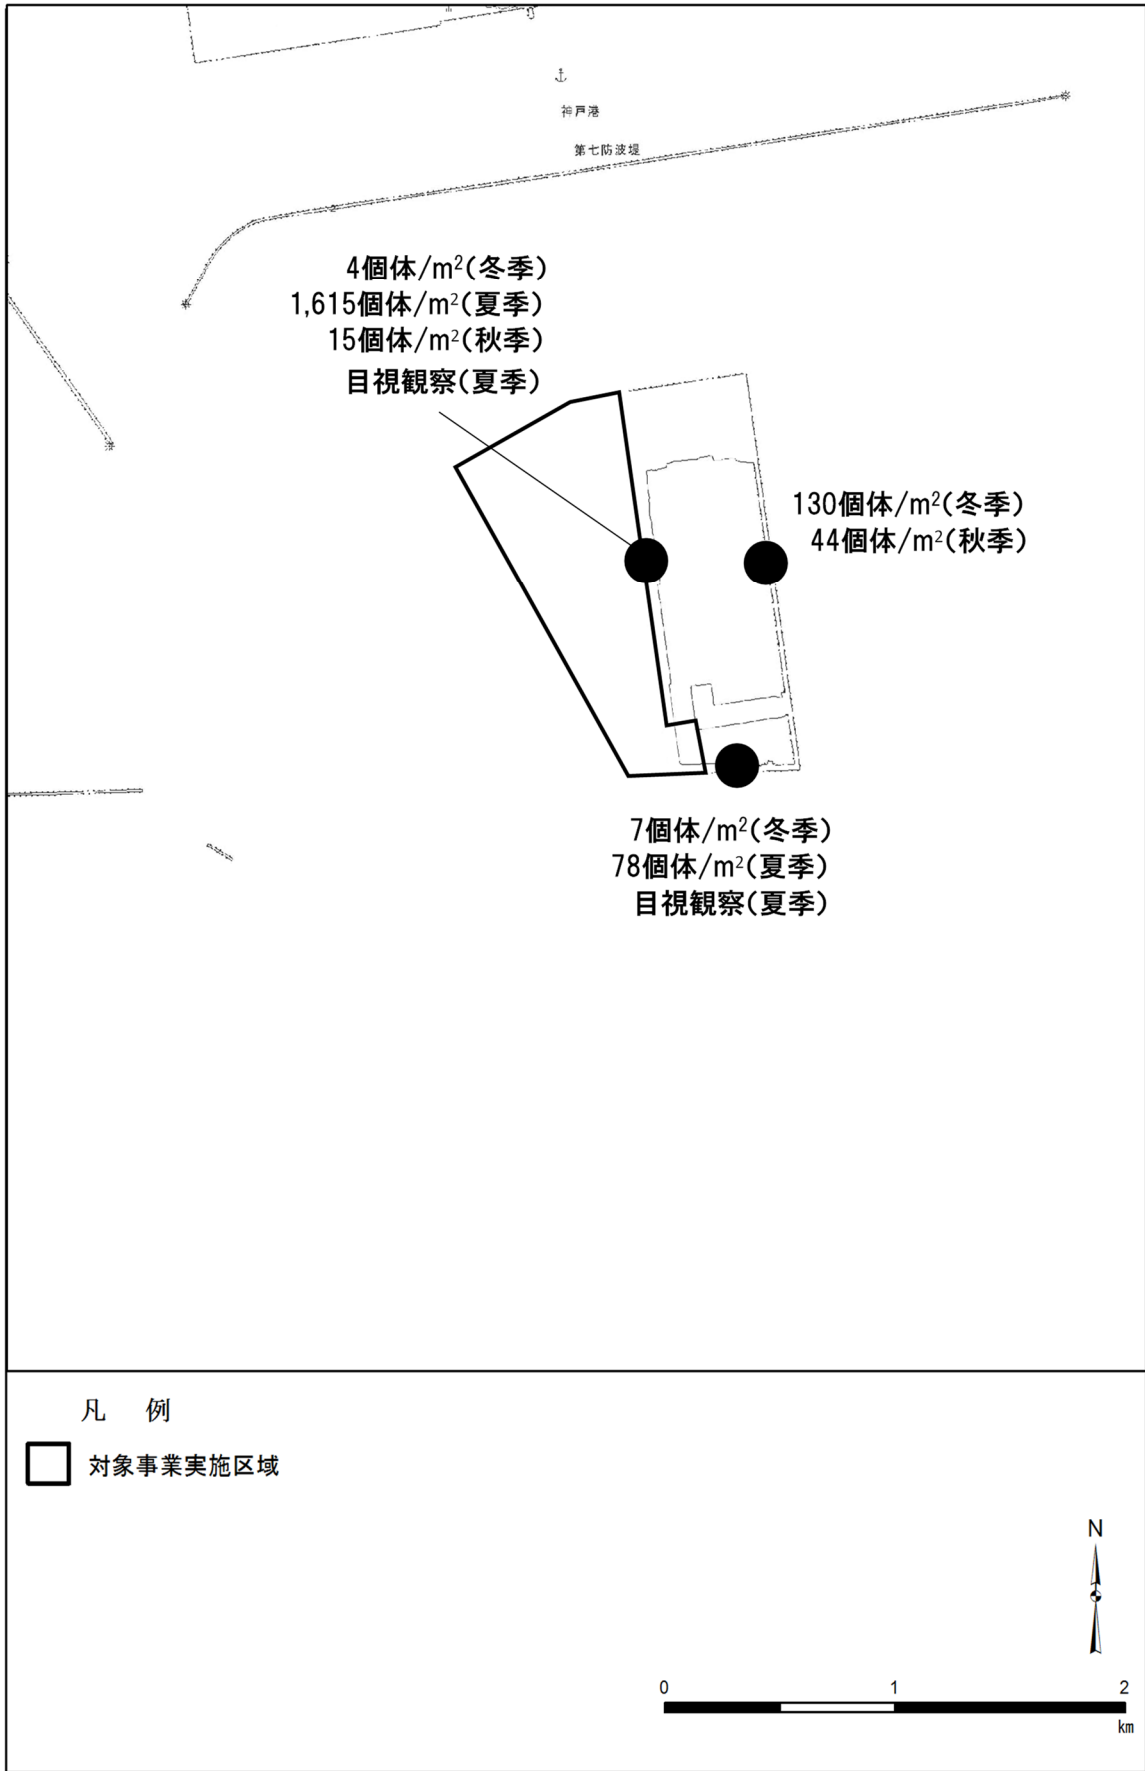 神戸港
第七防波堤
4個体/m²(冬季)
1,615個体/m²(夏季)
15個体/m²(秋季)
目視観察(夏季)
130個体/m²(冬季)
44個体/m²(秋季)
7個体/m²(冬季)
78個体/m²(夏季)
目視観察(夏季)
凡 例
対象事業実施区域
N
0 1 2
km